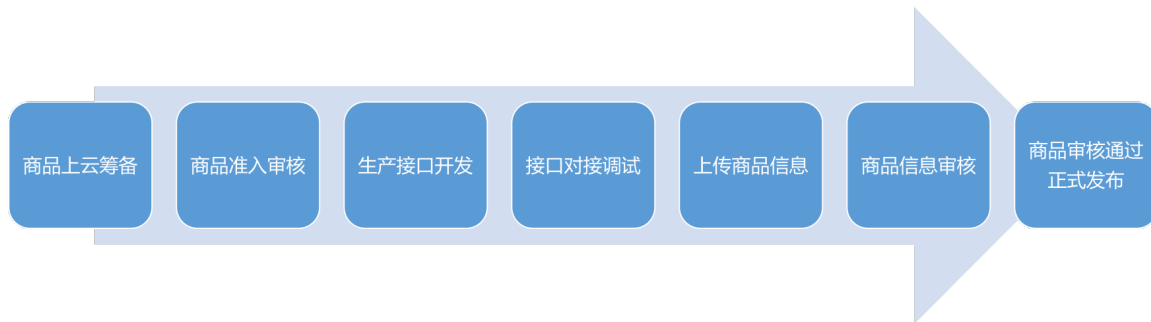 商品上云筹备
商品准入审核
生产接口开发
接口对接调试
上传商品信息
商品信息审核
商品审核通过
正式发布